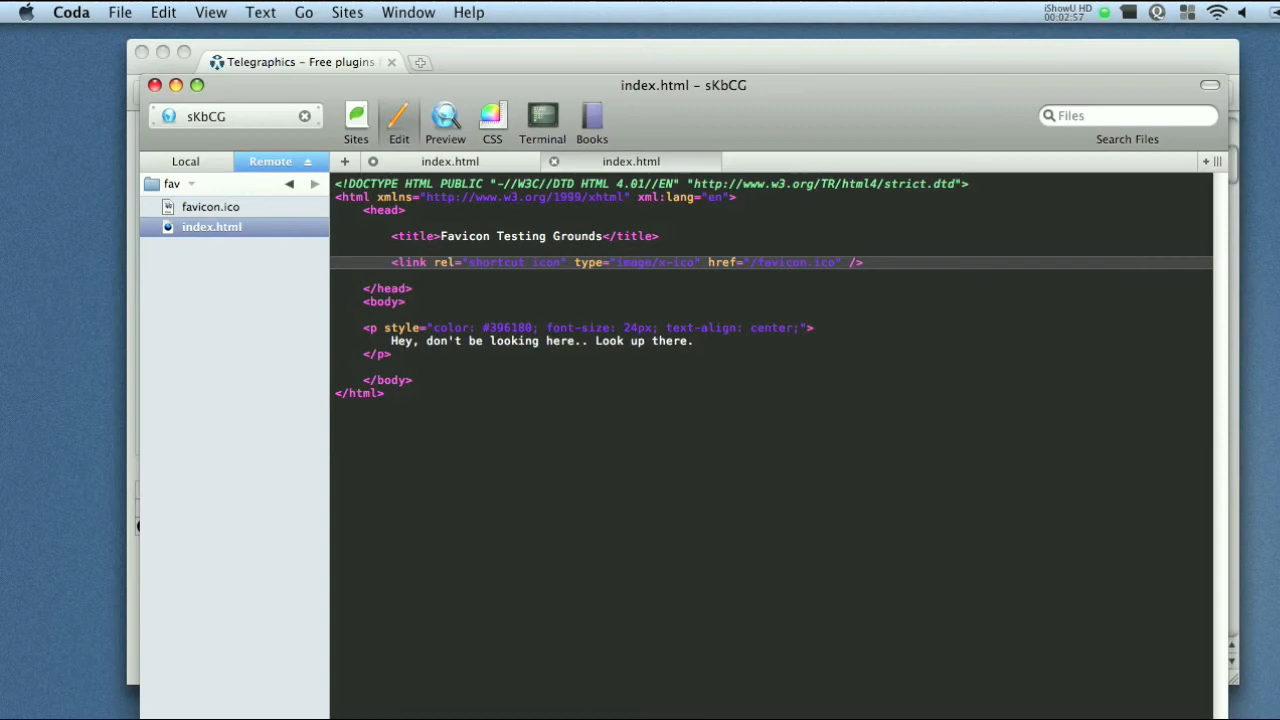 Coda File Edit View Text Go Sites Window Help
iShowU HD
00:02:57
Telegraphics – Free plugins
index.html – sKbCG
sKbCG
Files
Sites Edit Preview CSS Terminal Books
Search Files
Local Remote
index.html index.html
fav
favicon.ico
index.html
<!DOCTYPE HTML PUBLIC "-//W3C//DTD HTML 4.01//EN" "http://www.w3.org/TR/html4/strict.dtd">
<html xmlns="http://www.w3.org/1999/xhtml" xml:lang="en">
<head>
<title>Favicon Testing Grounds</title>
<link rel="shortcut icon" type="image/x-ico" href="/favicon.ico" />
</head>
<body>
<p style="color: #396180; font-size: 24px; text-align: center;">
Hey, don't be looking here.. Look up there.
</p>
</body>
</html>